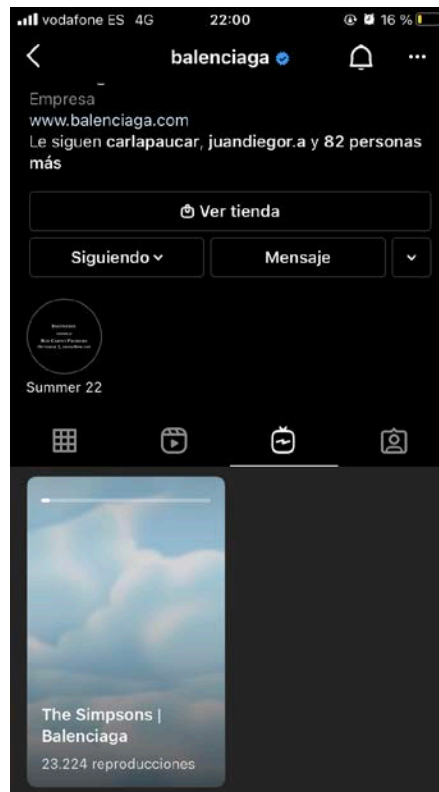 vodafone ES 4G 22:00 16 %
balenciaga
Empresa
www.balenciaga.com
Le siguen carlapaucar, juandiegor.a y 82 personas
más
Ver tienda
Siguiendo
Mensaje
Summer 22
The Simpsons |
Balenciaga
23.224 reproducciones